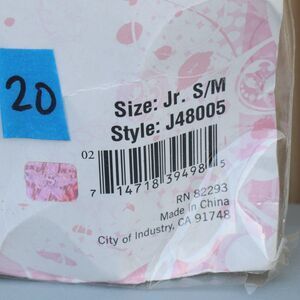 20
Size: Jr. S/M
Style: J48005
02
7 14718 39498 5
RN 82293
Made In China
City of Industry, CA 91748